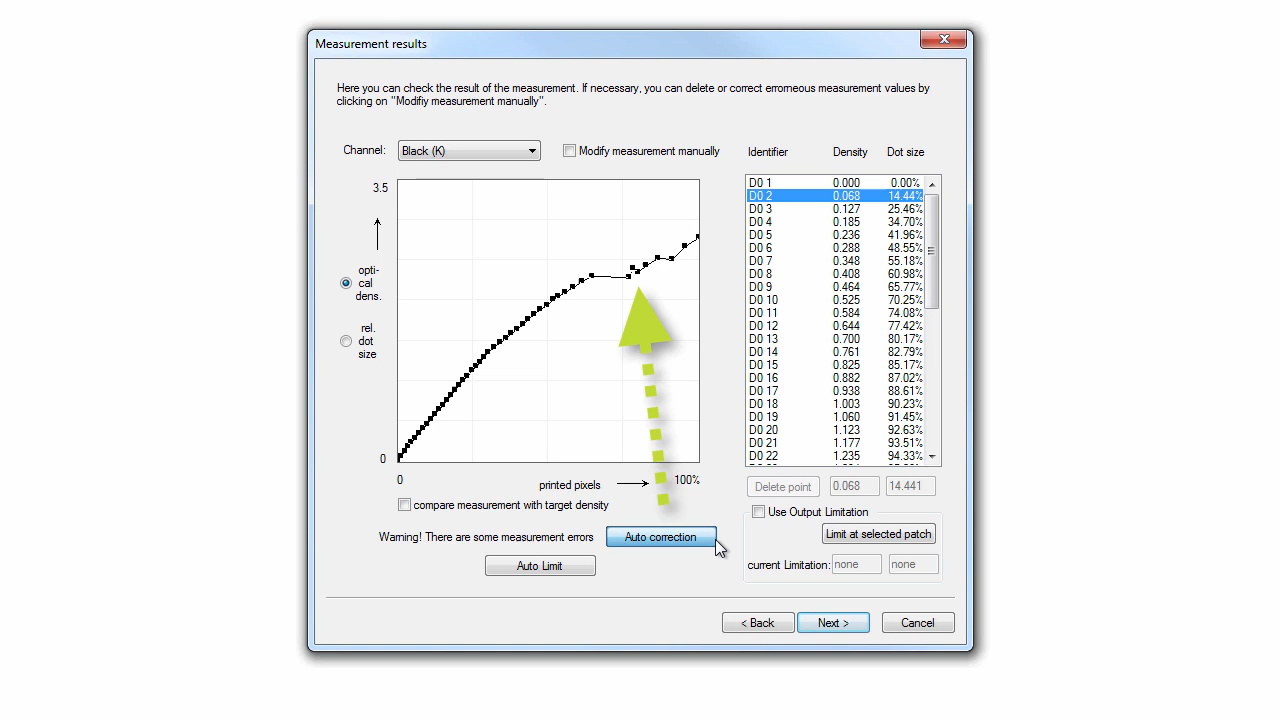 Measurement results
Here you can check the result of the measurement. If necessary, you can delete or correct erromeous measurement values by
clicking on "Modifiy measurement manually".
Channel: Black (K) Modify measurement manually
Identifier Density Dot size
3.5
opti-
cal
dens.
rel.
dot
size
0
0 printed pixels 100%
D0 1 0.000 0.00%
D0 2 0.068 14.44%
D0 3 0.127 25.46%
D0 4 0.185 34.70%
D0 5 0.236 41.96%
D0 6 0.288 48.55%
D0 7 0.348 55.18%
D0 8 0.408 60.98%
D0 9 0.464 65.77%
D0 10 0.525 70.25%
D0 11 0.584 74.08%
D0 12 0.644 77.42%
D0 13 0.700 80.17%
D0 14 0.761 82.79%
D0 15 0.825 85.17%
D0 16 0.882 87.02%
D0 17 0.938 88.61%
D0 18 1.003 90.23%
D0 19 1.060 91.45%
D0 20 1.123 92.63%
D0 21 1.177 93.51%
D0 22 1.235 94.33%
Delete point 0.068 14.441
compare measurement with target density
Use Output Limitation
Limit at selected patch
Warning! There are some measurement errors Auto correction
Auto Limit
current Limitation: none none
< Back Next > Cancel